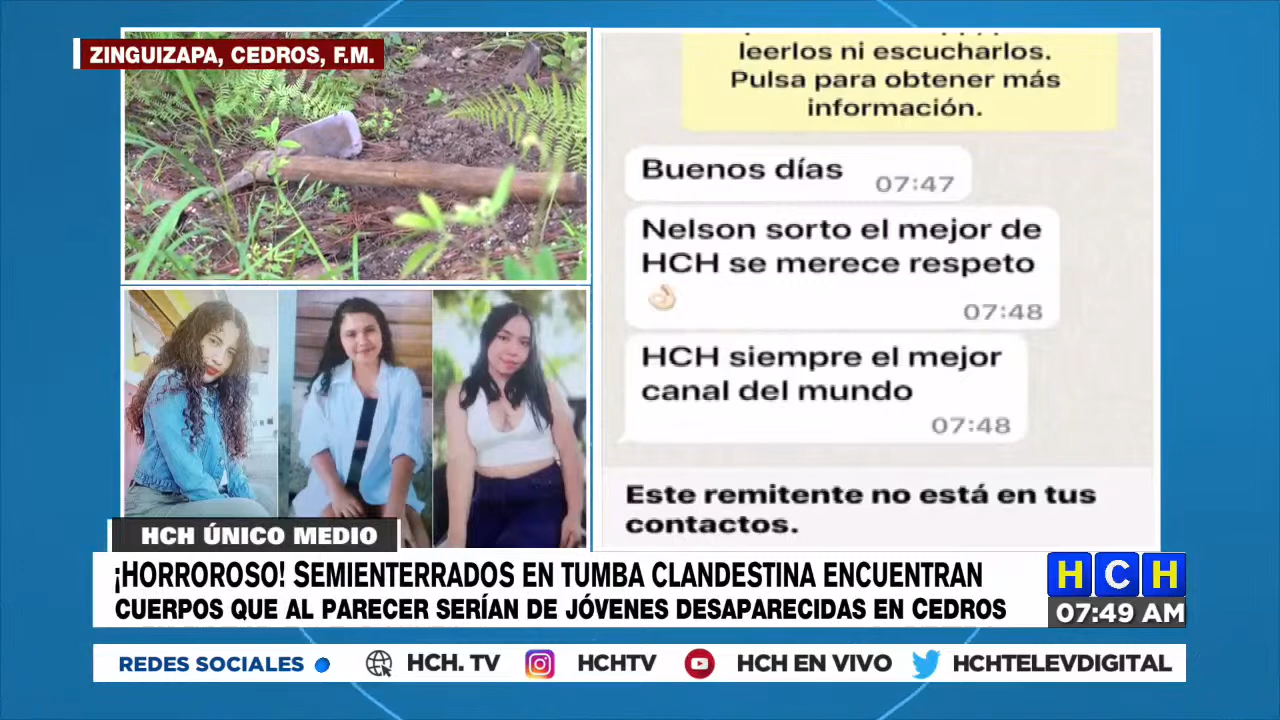 ZINGUIZAPA, CEDROS, F.M.
leerlos ni escucharlos.
Pulsa para obtener más
información.
Buenos días
07:47
Nelson sorto el mejor de
HCH se merece respeto
👌🏻
07:48
HCH siempre el mejor
canal del mundo
07:48
Este remitente no está en tus
contactos.
HCH ÚNICO MEDIO
¡HORROROSO! SEMIENTERRADOS EN TUMBA CLANDESTINA ENCUENTRAN
CUERPOS QUE AL PARECER SERÍAN DE JÓVENES DESAPARECIDAS EN CEDROS
HCH
07:49 AM
REDES SOCIALES HCH. TV HCHTV HCH EN VIVO HCHTELEVDIGITAL